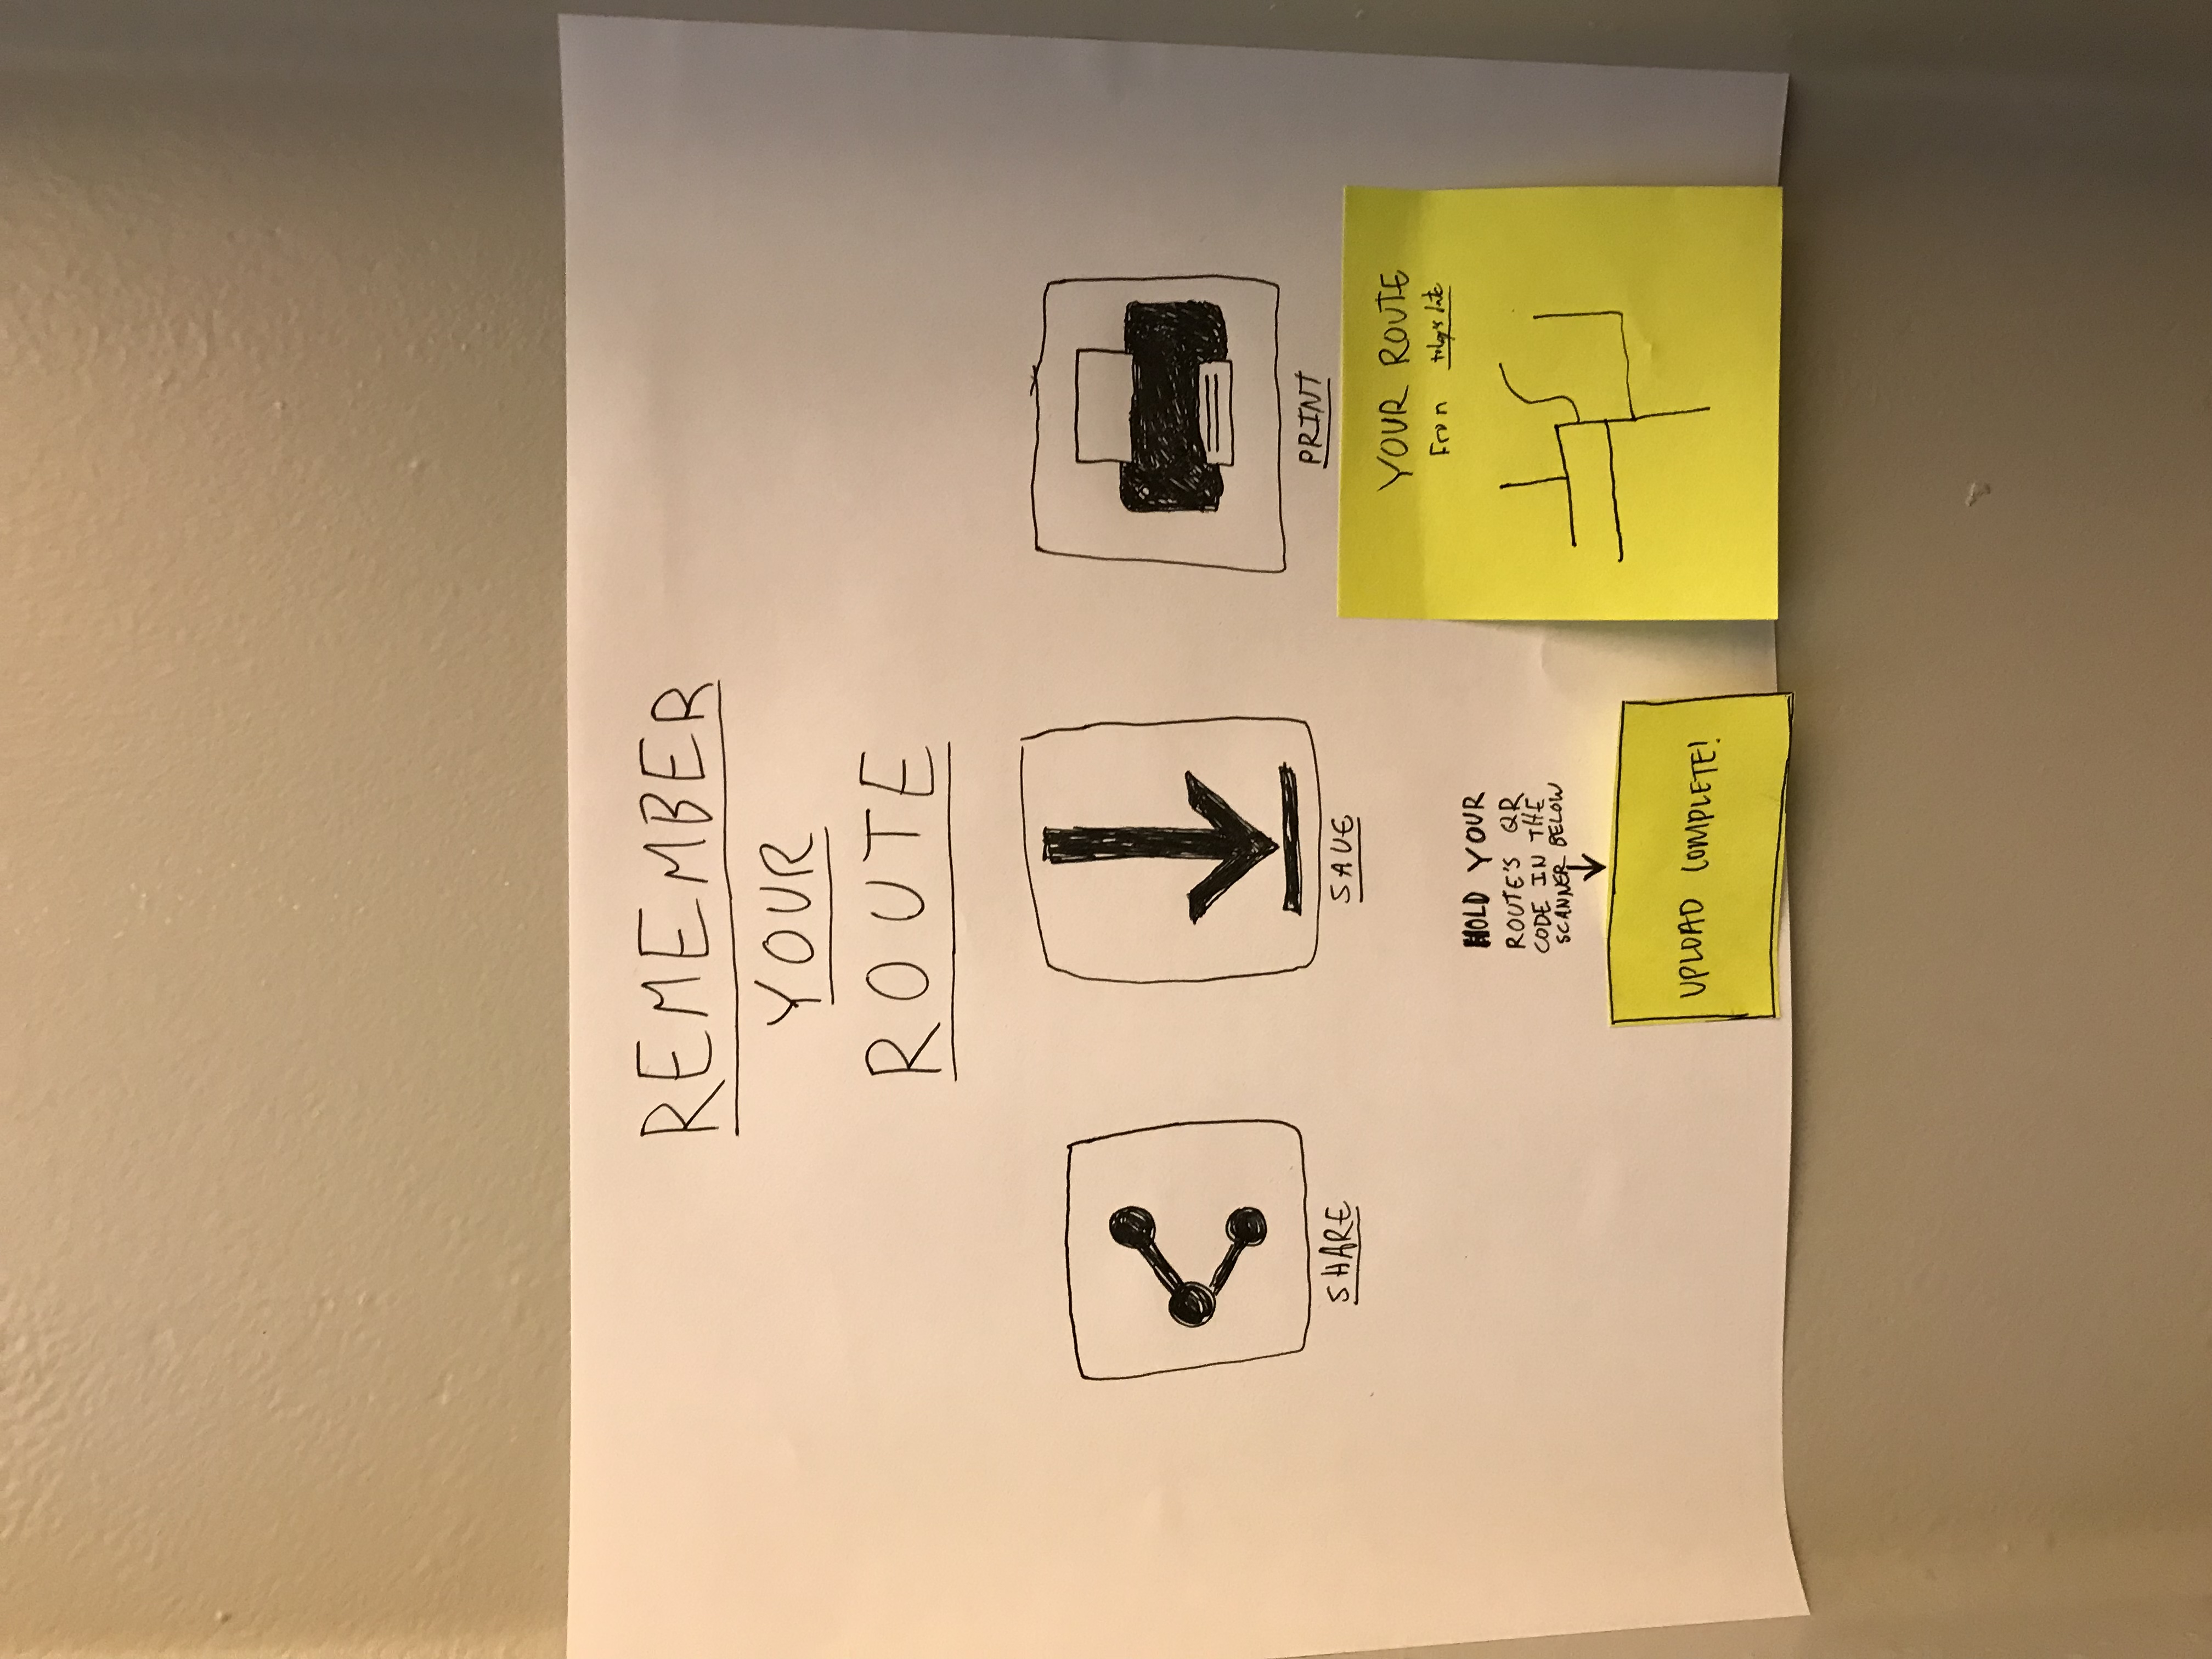 REMEMBER
YOUR
ROUTE
SHARE
SAVE
PRINT
HOLD YOUR
ROUTE'S QR
CODE IN THE
SCANNER BELOW
UPLOAD COMPLETE!
YOUR ROUTE
From today's date